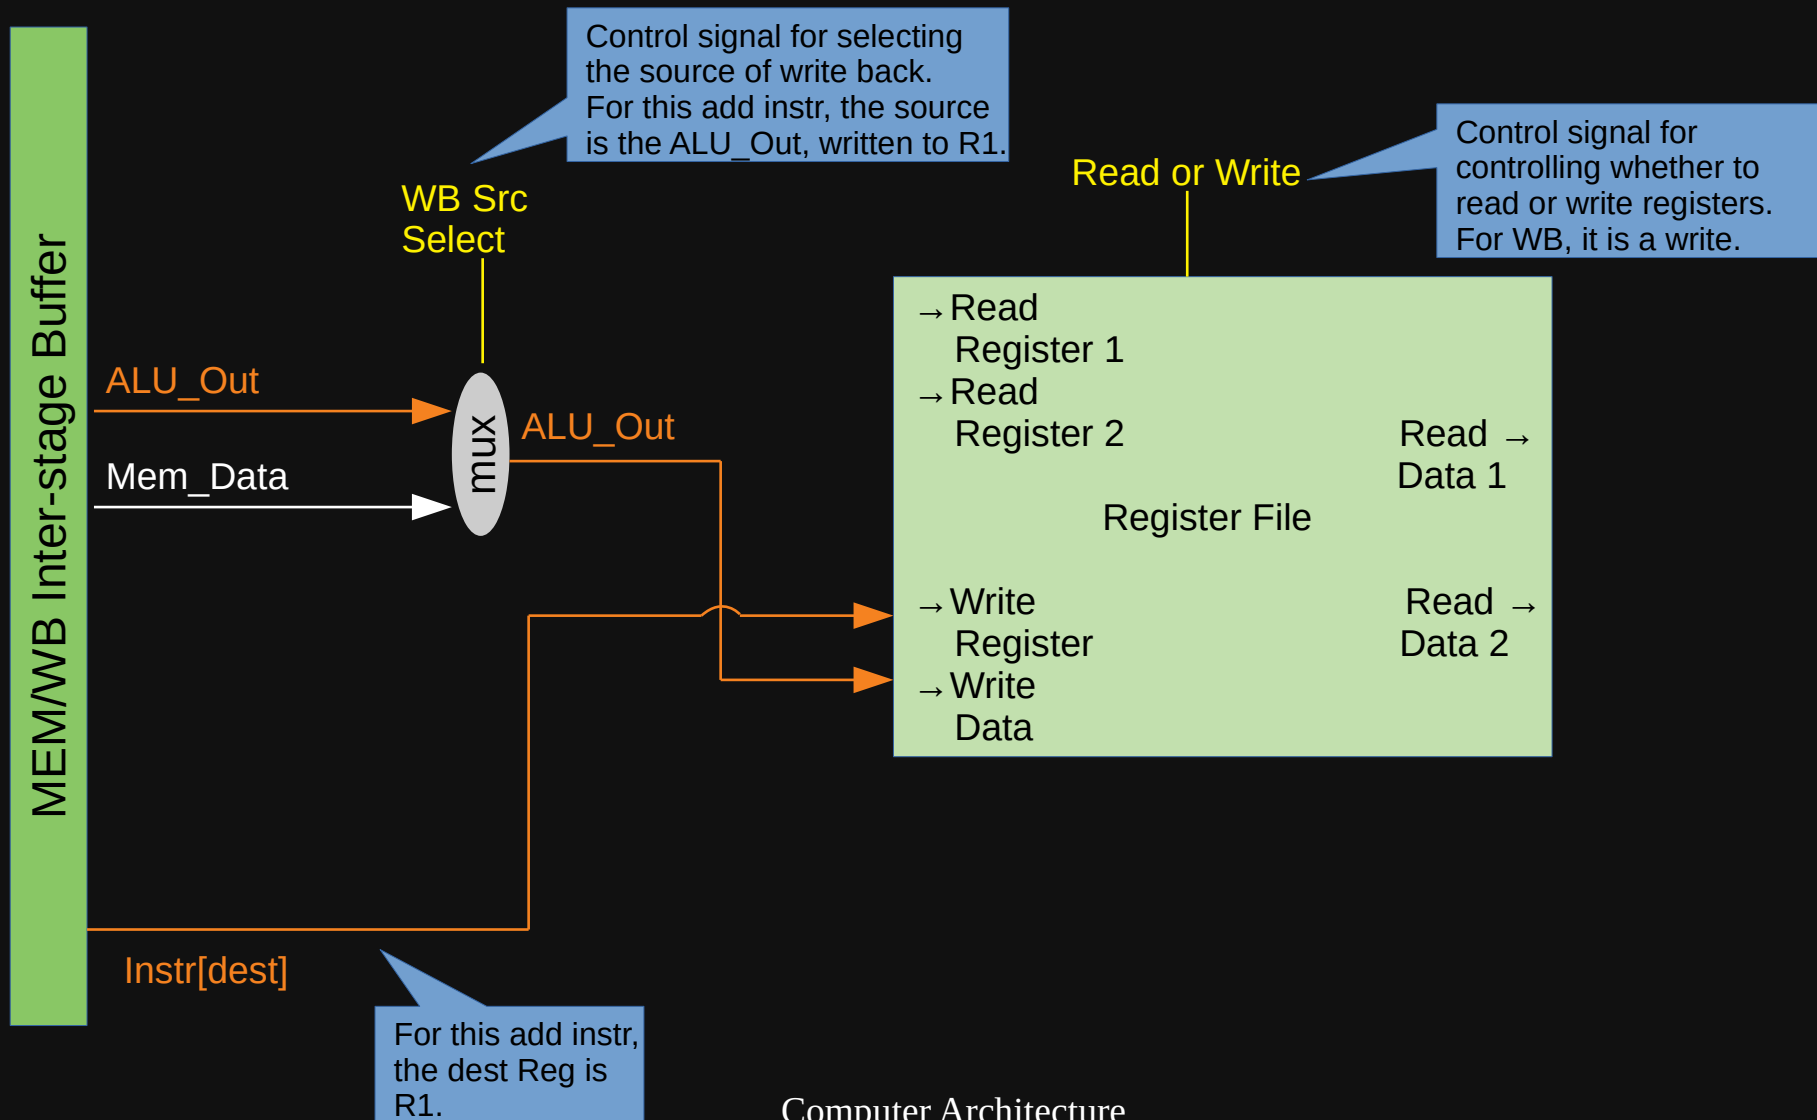 Control signal for selecting
the source of write back.
For this add instr, the source
is the ALU_Out, written to R1.
Control signal for
controlling whether to
read or write registers.
For WB, it is a write.
WB Src
Select
Read or Write
MEM/WB Inter-stage Buffer
ALU_Out
Mem_Data
mux
ALU_Out
→Read
Register 1
→Read
Register 2
Read →
Data 1
Register File
→Write
Register
→Write
Data
Read →
Data 2
Instr[dest]
For this add instr,
the dest Reg is
R1.
Computer Architecture